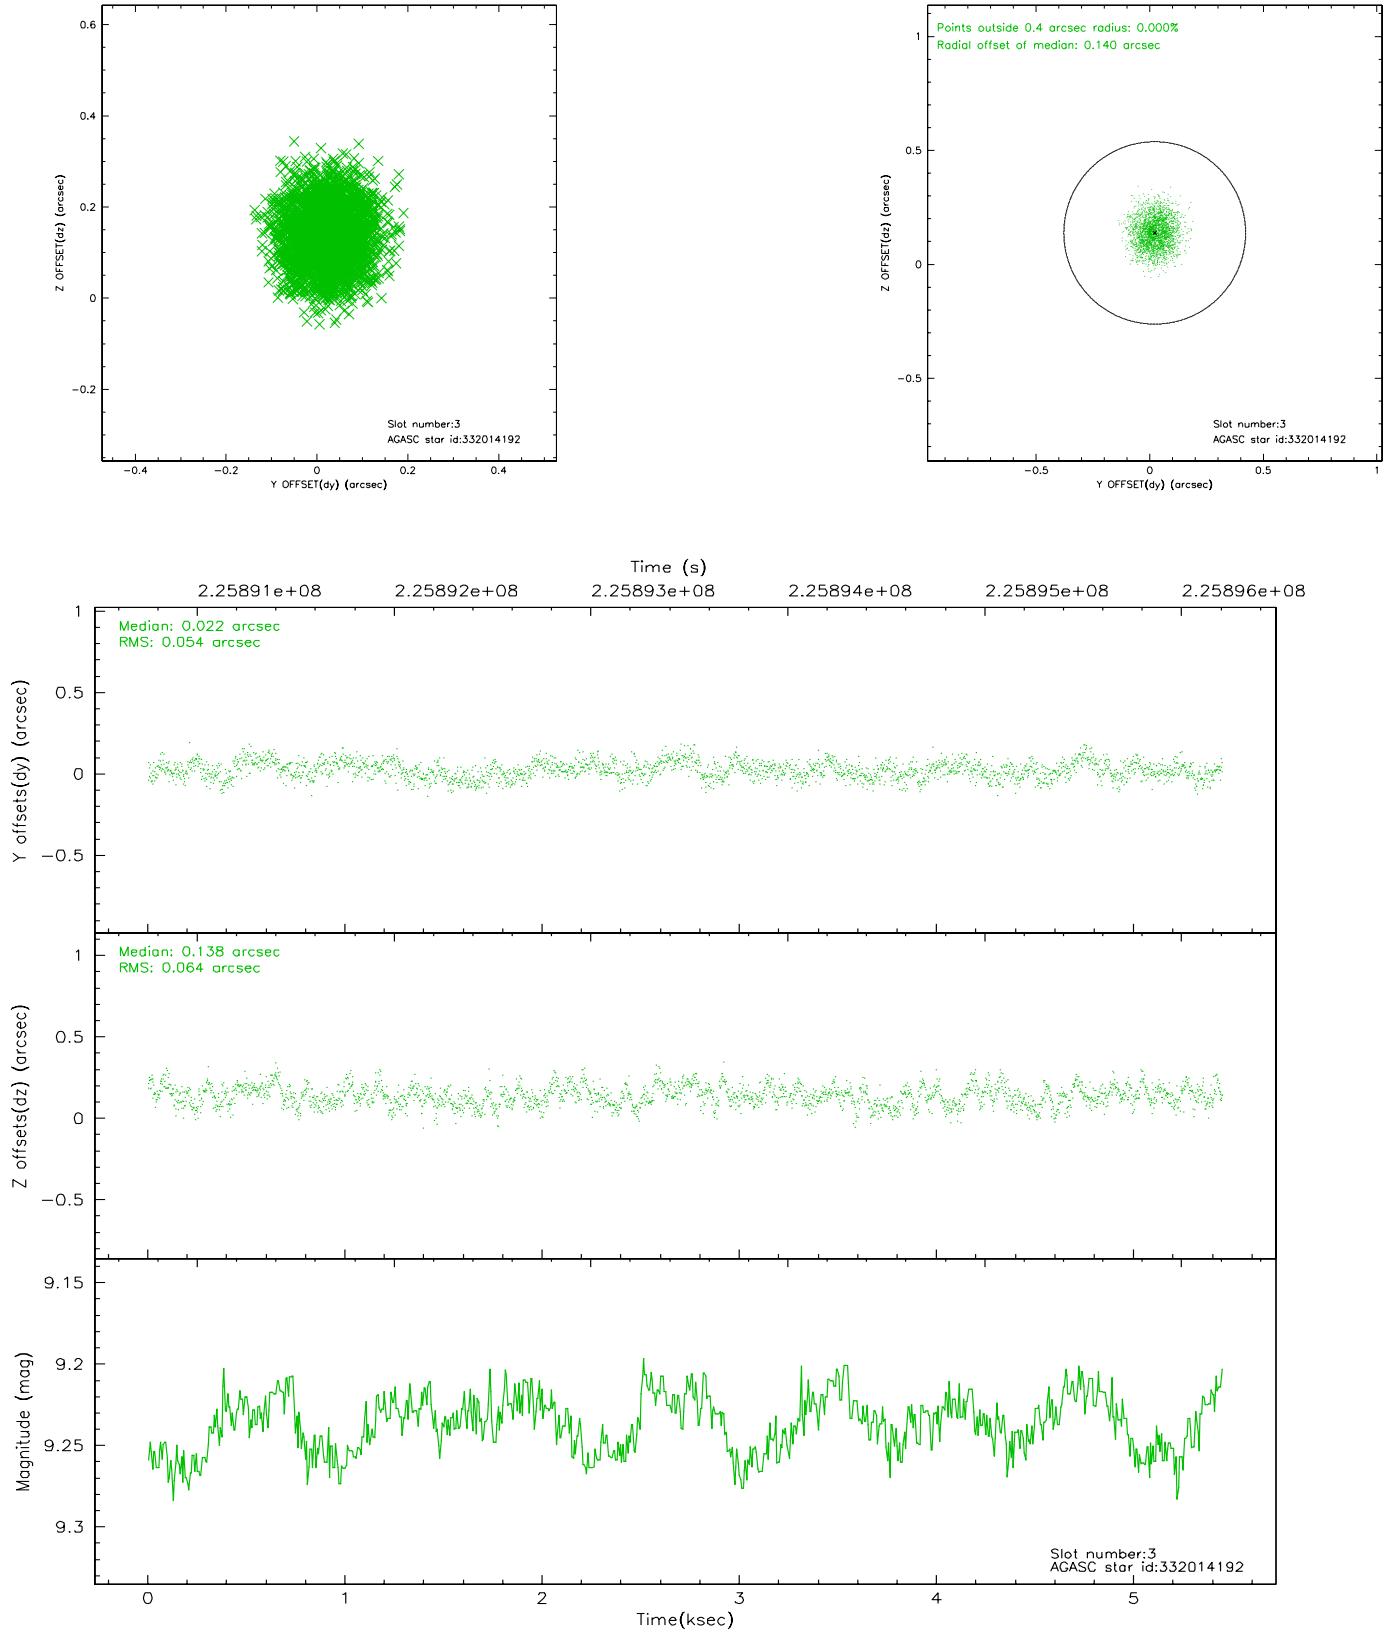 0.6
0.4
0.2
0
−0.2
Z OFFSET(dz) (arcsec)
Slot number:3
AGASC star id:332014192
−0.4 −0.2 0 0.2 0.4
Y OFFSET(dy) (arcsec)
Points outside 0.4 arcsec radius: 0.000%
Radial offset of median: 0.140 arcsec
1
0.5
0
−0.5
Z OFFSET(dz) (arcsec)
Slot number:3
AGASC star id:332014192
−0.5 0 0.5 1
Y OFFSET(dy) (arcsec)
Time (s)
2.25891e+08 2.25892e+08 2.25893e+08 2.25894e+08 2.25895e+08 2.25896e+08
Median: 0.022 arcsec
RMS: 0.054 arcsec
1
0.5
0
−0.5
Y offsets(dy) (arcsec)
Median: 0.138 arcsec
RMS: 0.064 arcsec
1
0.5
0
−0.5
Z offsets(dz) (arcsec)
9.15
9.2
9.25
9.3
Magnitude (mag)
Slot number:3
AGASC star id:332014192
0 1 2 3 4 5
Time(ksec)